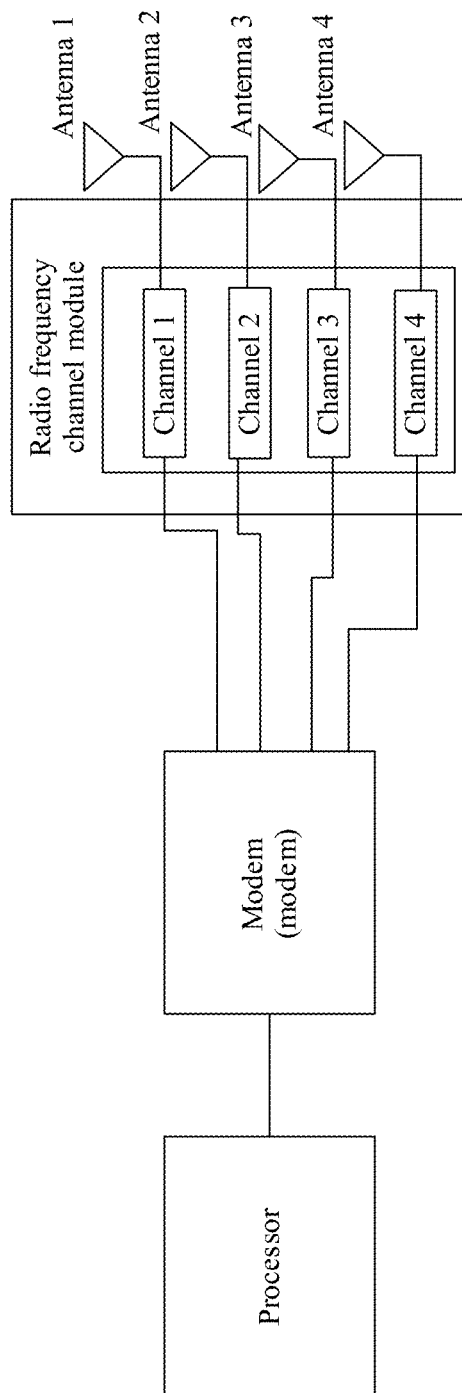 Processor
Modem
(modem)
Radio frequency
channel module
Channel 1
Channel 2
Channel 3
Channel 4
Antenna 1
Antenna 2
Antenna 3
Antenna 4